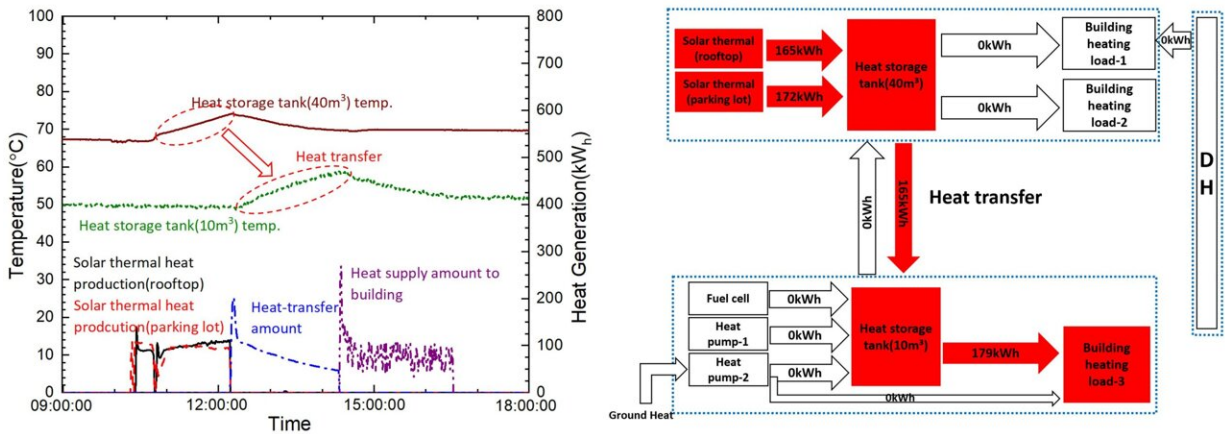 100
90
80
70
60
50
40
30
20
10
0
Temperature(°C)
800
700
600
500
400
300
200
100
0
Heat Generation(kWh)
Heat storage tank(40m³) temp.
Heat transfer
Heat storage tank(10m³) temp.
Solar thermal heat
production(rooftop)
Solar thermal heat
prodcution(parking lot)
Heat-transfer
amount
Heat supply amount to
building
09:00:00
12:00:00
15:00:00
18:00:00
Time
Solar thermal
(rooftop)
165kWh
Solar thermal
(parking lot)
172kWh
Heat storage
tank(40m³)
0kWh
Building
heating
load-1
0kWh
0kWh
Building
heating
load-2
DH
0kWh
165kWh
Heat transfer
Fuel cell
0kWh
Heat
pump-1
0kWh
Heat
pump-2
0kWh
Heat storage
tank(10m³)
179kWh
Building
heating
load-3
0kWh
Ground Heat